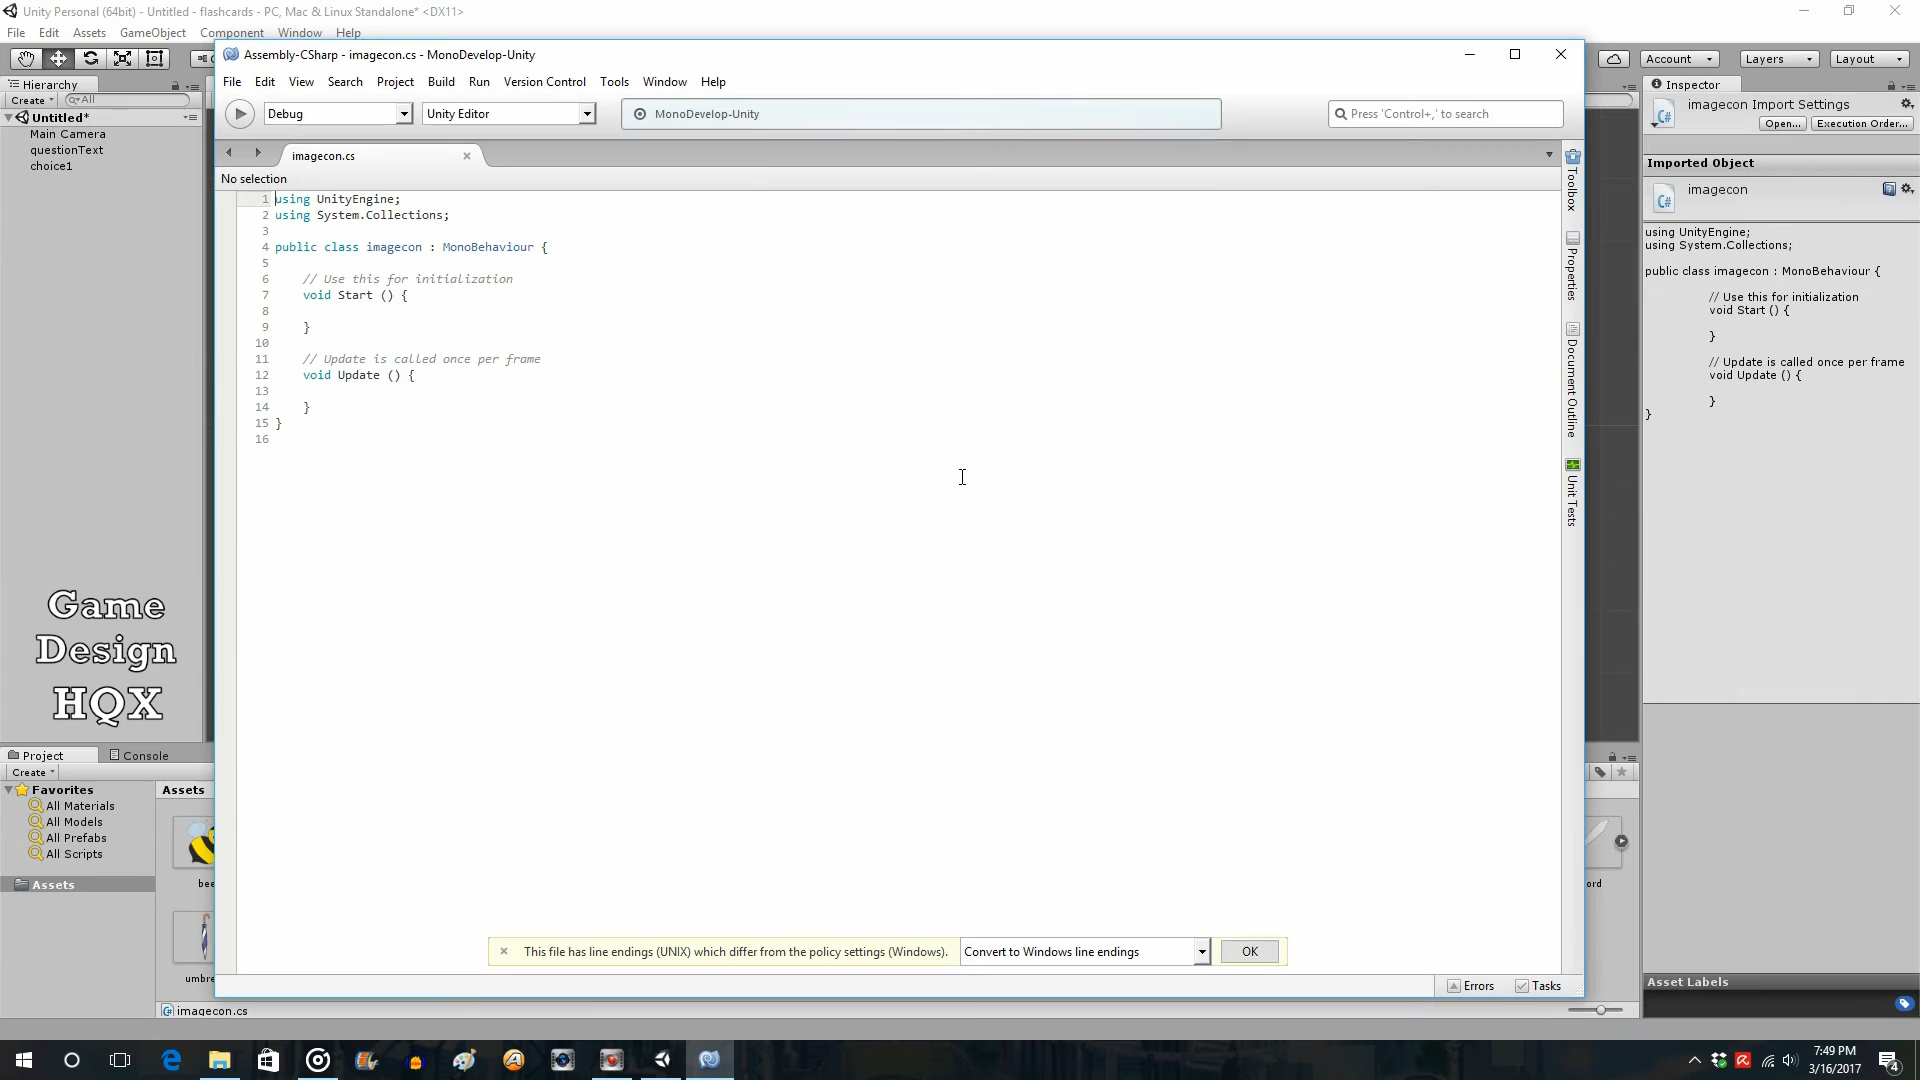 Unity Personal (64bit) - Untitled - flashcards - PC, Mac & Linux Standalone* <DX11>
File Edit Assets GameObject Component Window Help
Account Layers Layout
Hierarchy
Create All
Untitled*
Main Camera
questionText
choice1
Assembly-CSharp - imagecon.cs - MonoDevelop-Unity
File Edit View Search Project Build Run Version Control Tools Window Help
Debug Unity Editor MonoDevelop-Unity Press 'Control+,' to search
imagecon.cs
No selection
1 using UnityEngine;
2 using System.Collections;
3
4 public class imagecon : MonoBehaviour {
5
6 // Use this for initialization
7 void Start () {
8
9 }
10
11 // Update is called once per frame
12 void Update () {
13
14 }
15 }
16
Toolbox
Properties
Document Outline
Unit Tests
This file has line endings (UNIX) which differ from the policy settings (Windows). Convert to Windows line endings OK
Errors Tasks
Inspector
imagecon Import Settings
Open... Execution Order...
Imported Object
imagecon
using UnityEngine;
using System.Collections;
public class imagecon : MonoBehaviour {
// Use this for initialization
void Start () {
}
// Update is called once per frame
void Update () {
}
}
Asset Labels
Game
Design
HQX
Project Console
Create
Favorites
All Materials
All Models
All Prefabs
All Scripts
Assets
Assets
bee
umbre
ord
imagecon.cs
7:49 PM
3/16/2017
4